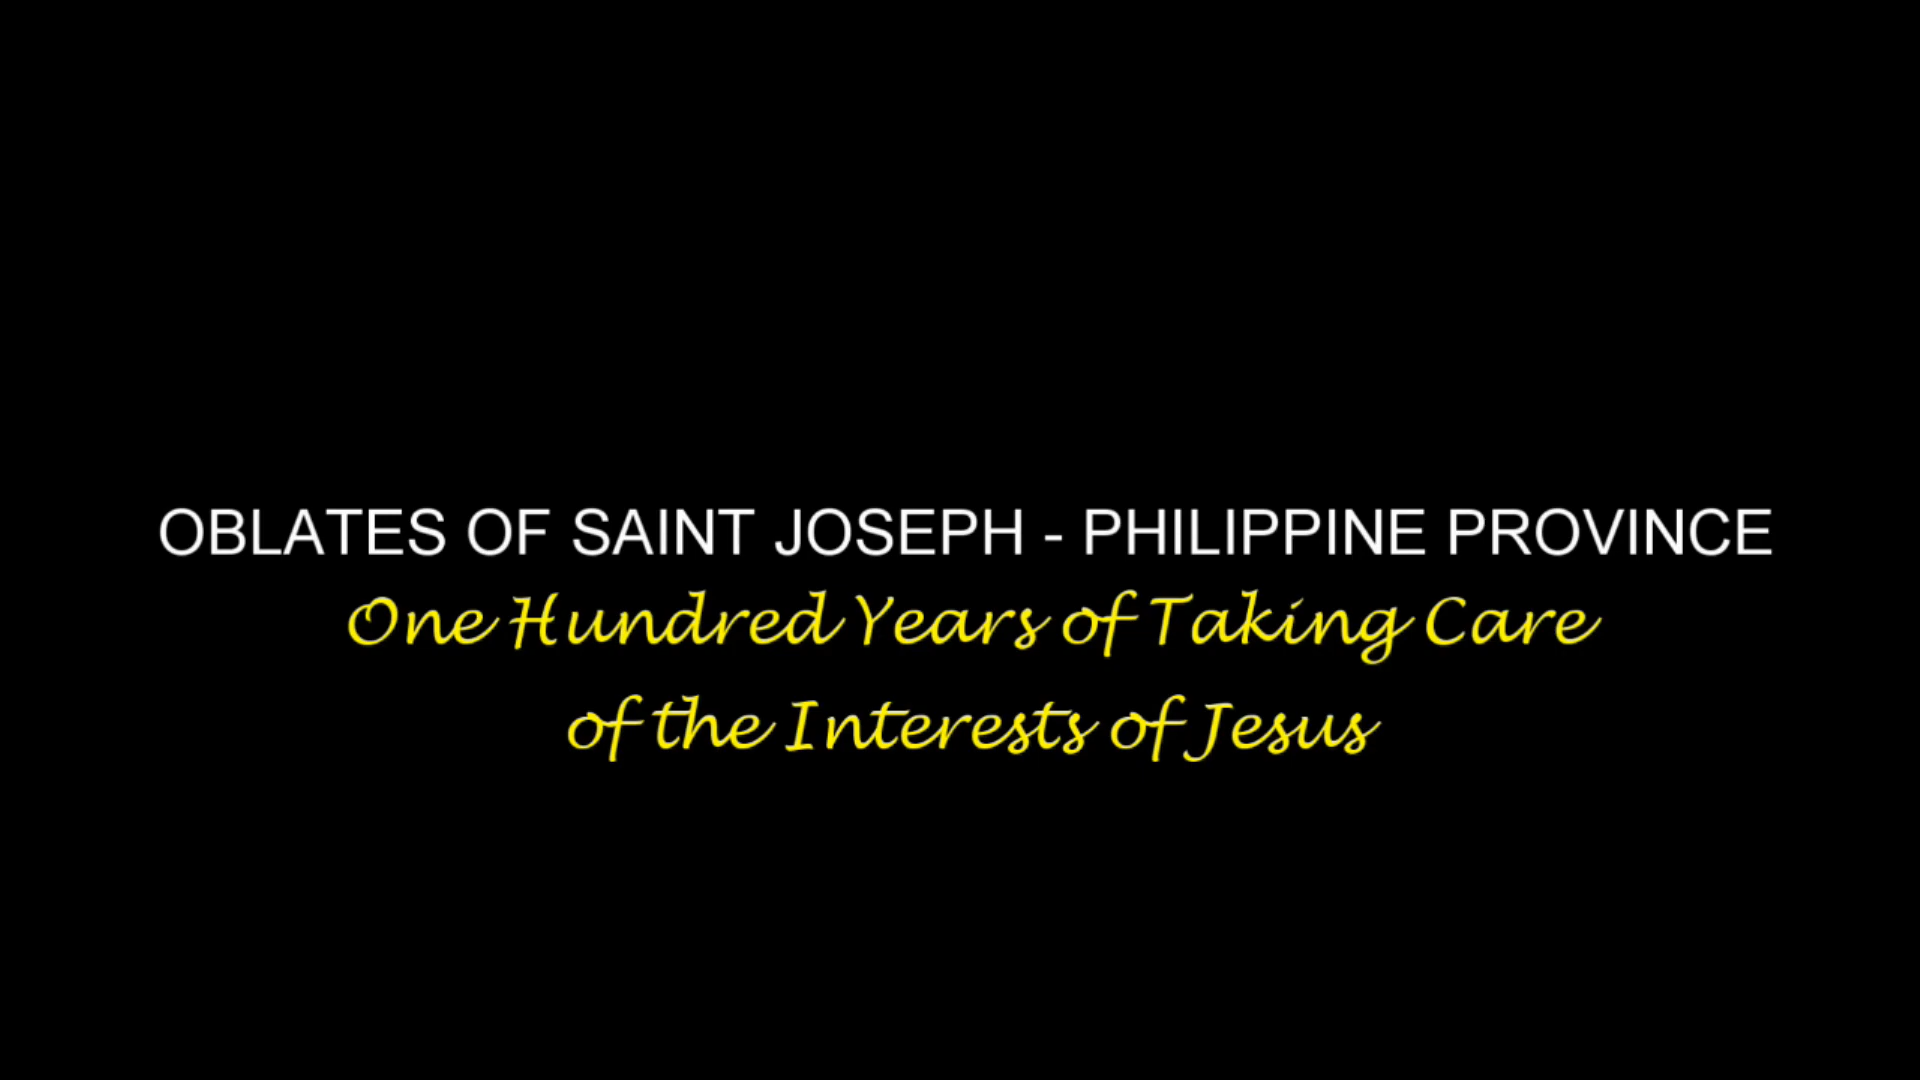 OBLATES OF SAINT JOSEPH - PHILIPPINE PROVINCE
One Hundred Years of Taking Care
of the Interests of Jesus